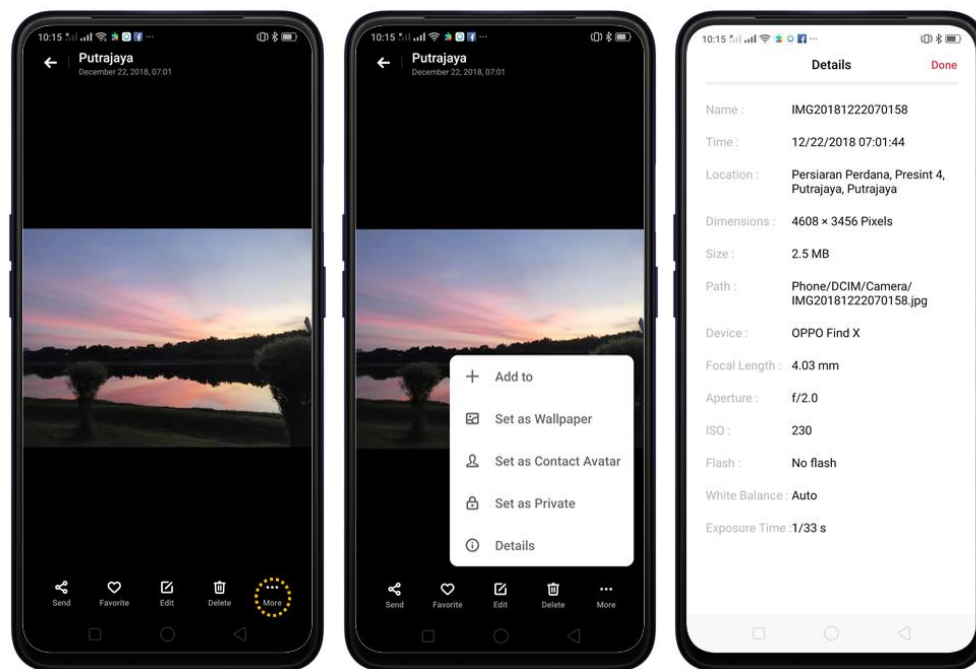 10:15
Putrajaya
December 22, 2018, 07:01
Send
Favorite
Edit
Delete
More
10:15
Putrajaya
December 22, 2018, 07:01
Add to
Set as Wallpaper
Set as Contact Avatar
Set as Private
Details
Send
Favorite
Edit
Delete
More
10:15
Details
Done
Name :
IMG20181222070158
Time :
12/22/2018 07:01:44
Location :
Persiaran Perdana, Presint 4,
Putrajaya, Putrajaya
Dimensions :
4608 × 3456 Pixels
Size :
2.5 MB
Path :
Phone/DCIM/Camera/
IMG20181222070158.jpg
Device :
OPPO Find X
Focal Length :
4.03 mm
Aperture :
f/2.0
ISO :
230
Flash :
No flash
White Balance :
Auto
Exposure Time :
1/33 s